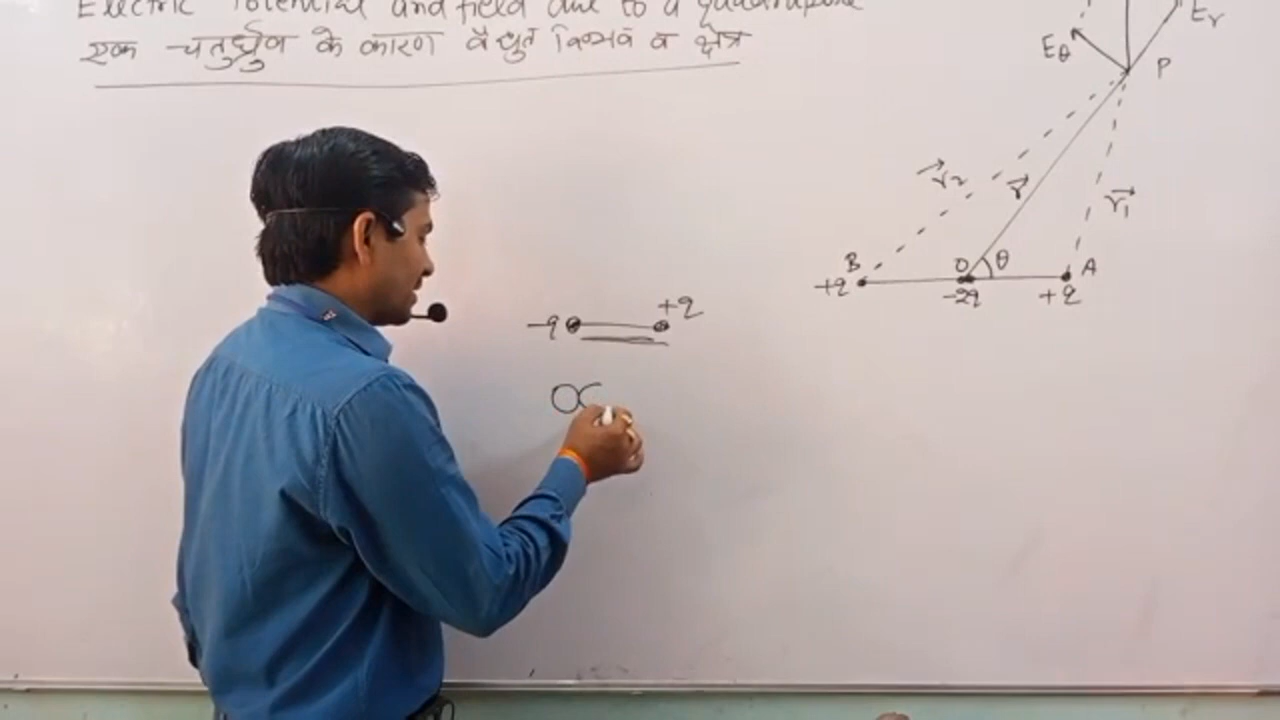 Electric Potential and field due to a quadrupole
एक चतुर्ध्रुव के कारण वैद्युत विभव व क्षेत्र
Er
Eθ
P
r2
r
r1
B
O
θ
A
+q
-2q
+q
-q
+q